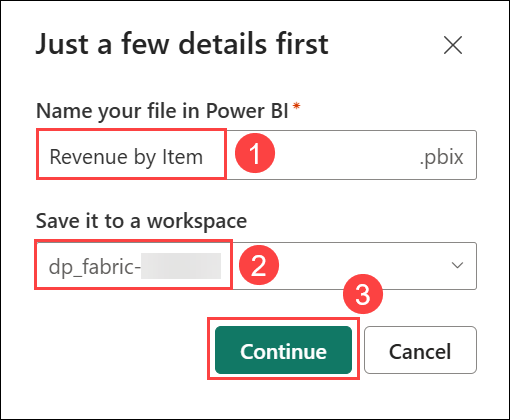 Just a few details first
Name your file in Power BI*
Revenue by Item .pbix
1
Save it to a workspace
dp_fabric-
2
3
Continue Cancel